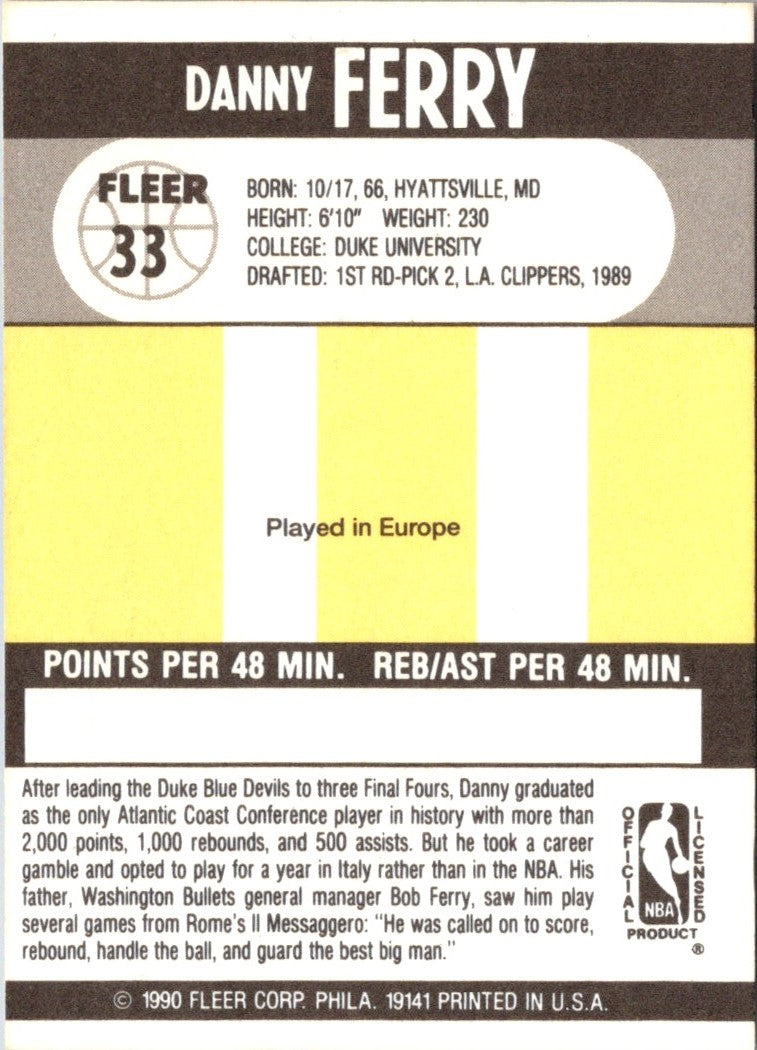 DANNY FERRY
FLEER
33
BORN: 10/17, 66, HYATTSVILLE, MD
HEIGHT: 6'10" WEIGHT: 230
COLLEGE: DUKE UNIVERSITY
DRAFTED: 1ST RD-PICK 2, L.A. CLIPPERS, 1989
Played in Europe
POINTS PER 48 MIN. REB/AST PER 48 MIN.
After leading the Duke Blue Devils to three Final Fours, Danny graduated
as the only Atlantic Coast Conference player in history with more than
2,000 points, 1,000 rebounds, and 500 assists. But he took a career
gamble and opted to play for a year in Italy rather than in the NBA. His
father, Washington Bullets general manager Bob Ferry, saw him play
several games from Rome's Il Messaggero: "He was called on to score,
rebound, handle the ball, and guard the best big man."
OFFICIAL
NBA
LICENSED
PRODUCT
®
© 1990 FLEER CORP. PHILA. 19141 PRINTED IN U.S.A.